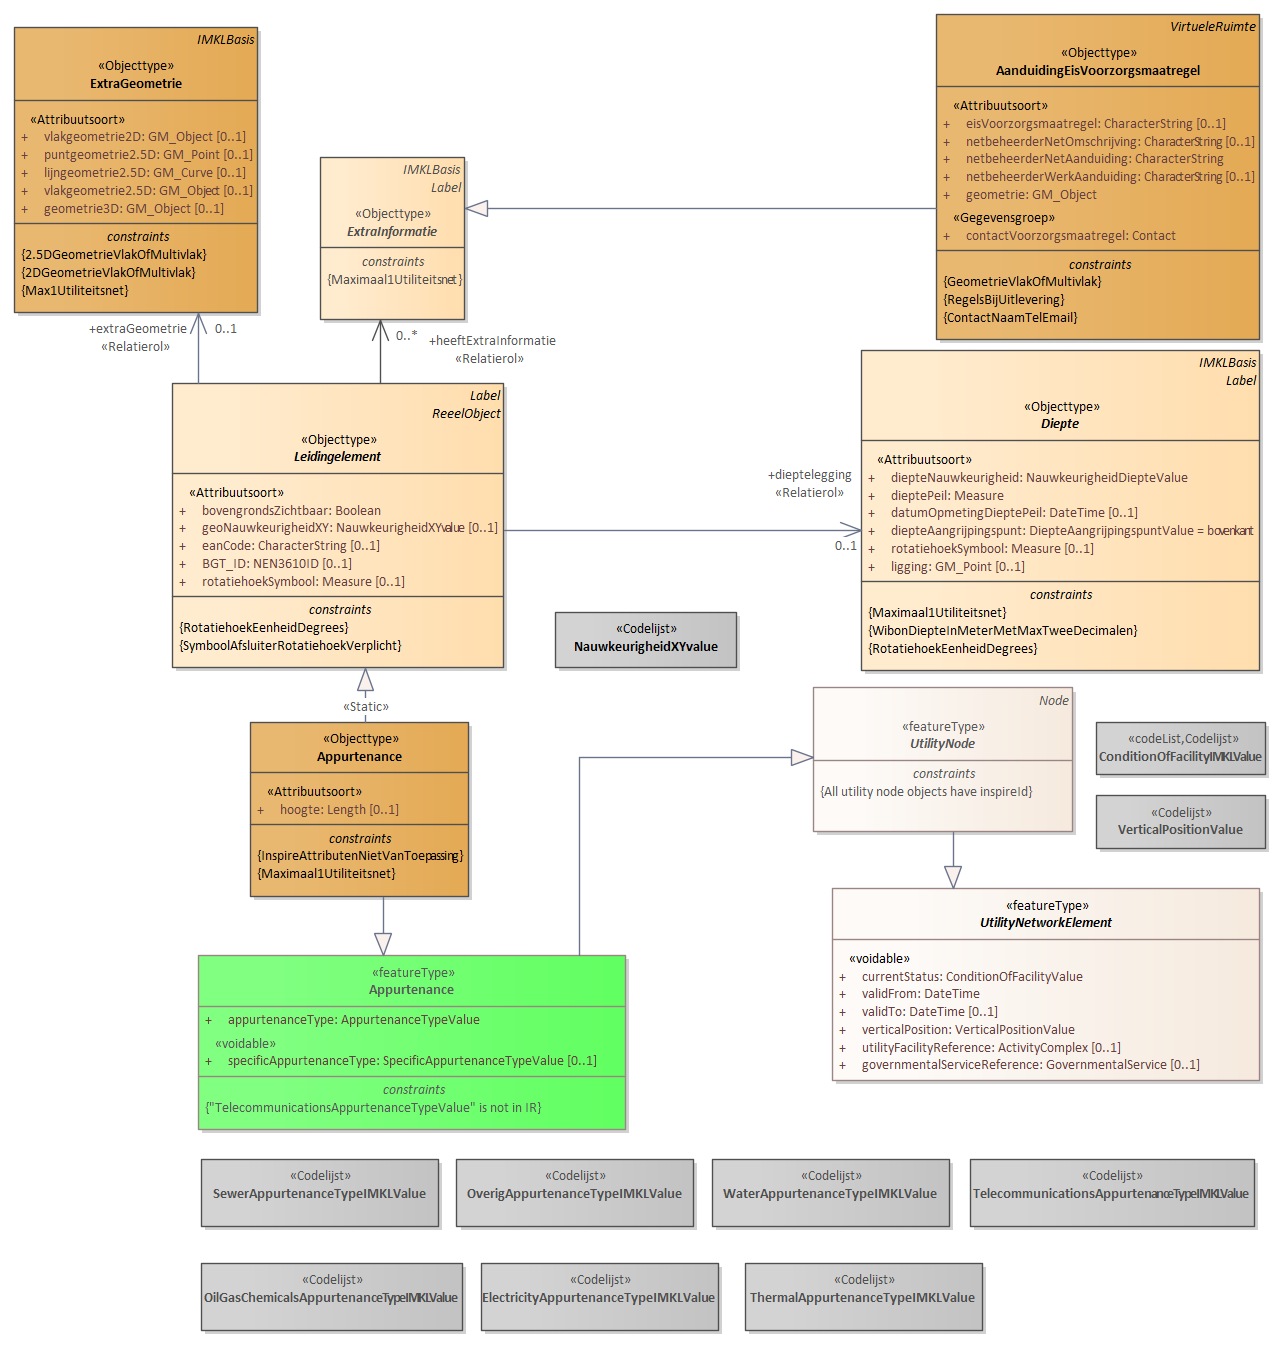 IMKLBasis
«Objecttype»
ExtraGeometrie
«Attribuutsoort»
+ vlakgeometrie2D: GM_Object [0..1]
+ puntgeometrie2.5D: GM_Point [0..1]
+ lijngeometrie2.5D: GM_Curve [0..1]
+ vlakgeometrie2.5D: GM_Object [0..1]
+ geometrie3D: GM_Object [0..1]
constraints
{2.5DGeometrieVlakOfMultivlak}
{2DGeometrieVlakOfMultivlak}
{Max1Utiliteitsnet}
IMKLBasis
Label
«Objecttype»
ExtraInformatie
constraints
{Maximaal1Utiliteitsnet}
VirtueleRuimte
«Objecttype»
AanduidingEisVoorzorgsmaatregel
«Attribuutsoort»
+ eisVoorzorgsmaatregel: CharacterString [0..1]
+ netbeheerderNetOmschrijving: CharacterString [0..1]
+ netbeheerderNetAanduiding: CharacterString
+ netbeheerderWerkAanduiding: CharacterString [0..1]
+ geometrie: GM_Object
«Gegevensgroep»
+ contactVoorzorgsmaatregel: Contact
constraints
{GeometrieVlakOfMultivlak}
{RegelsBijUitlevering}
{ContactNaamTelEmail}
+extraGeometrie
«Relatierol»
0..1
0..*
+heeftExtraInformatie
«Relatierol»
Label
ReeelObject
«Objecttype»
Leidingelement
«Attribuutsoort»
+ bovengrondsZichtbaar: Boolean
+ geoNauwkeurigheidXY: NauwkeurigheidXYvalue [0..1]
+ eanCode: CharacterString [0..1]
+ BGT_ID: NEN3610ID [0..1]
+ rotatiehoekSymbool: Measure [0..1]
constraints
{RotatiehoekEenheidDegrees}
{SymboolAfsluiterRotatiehoekVerplicht}
+dieptelegging
«Relatierol»
0..1
IMKLBasis
Label
«Objecttype»
Diepte
«Attribuutsoort»
+ diepteNauwkeurigheid: NauwkeurigheidDiepteValue
+ dieptePeil: Measure
+ datumOpmetingDieptePeil: DateTime [0..1]
+ diepteAangrijpingspunt: DiepteAangrijpingspuntValue = bovenkant
+ rotatiehoekSymbool: Measure [0..1]
+ ligging: GM_Point [0..1]
constraints
{Maximaal1Utiliteitsnet}
{WibonDiepteInMeterMetMaxTweeDecimalen}
{RotatiehoekEenheidDegrees}
«Codelijst»
NauwkeurigheidXYvalue
«Static»
«Objecttype»
Appurtenance
«Attribuutsoort»
+ hoogte: Length [0..1]
constraints
{InspireAttributenNietVanToepassing}
{Maximaal1Utiliteitsnet}
Node
«featureType»
UtilityNode
constraints
{All utility node objects have inspireId}
«codeList,Codelijst»
ConditionOfFacilityIMKLValue
«Codelijst»
VerticalPositionValue
«featureType»
UtilityNetworkElement
«voidable»
+ currentStatus: ConditionOfFacilityValue
+ validFrom: DateTime
+ validTo: DateTime [0..1]
+ verticalPosition: VerticalPositionValue
+ utilityFacilityReference: ActivityComplex [0..1]
+ governmentalServiceReference: GovernmentalService [0..1]
«featureType»
Appurtenance
+ appurtenanceType: AppurtenanceTypeValue
«voidable»
+ specificAppurtenanceType: SpecificAppurtenanceTypeValue [0..1]
constraints
{"TelecommunicationsAppurtenanceTypeValue" is not in IR}
«Codelijst»
SewerAppurtenanceTypeIMKLValue
«Codelijst»
OverigAppurtenanceTypeIMKLValue
«Codelijst»
WaterAppurtenanceTypeIMKLValue
«Codelijst»
TelecommunicationsAppurtenanceTypeIMKLValue
«Codelijst»
OilGasChemicalsAppurtenanceTypeIMKLValue
«Codelijst»
ElectricityAppurtenanceTypeIMKLValue
«Codelijst»
ThermalAppurtenanceTypeIMKLValue